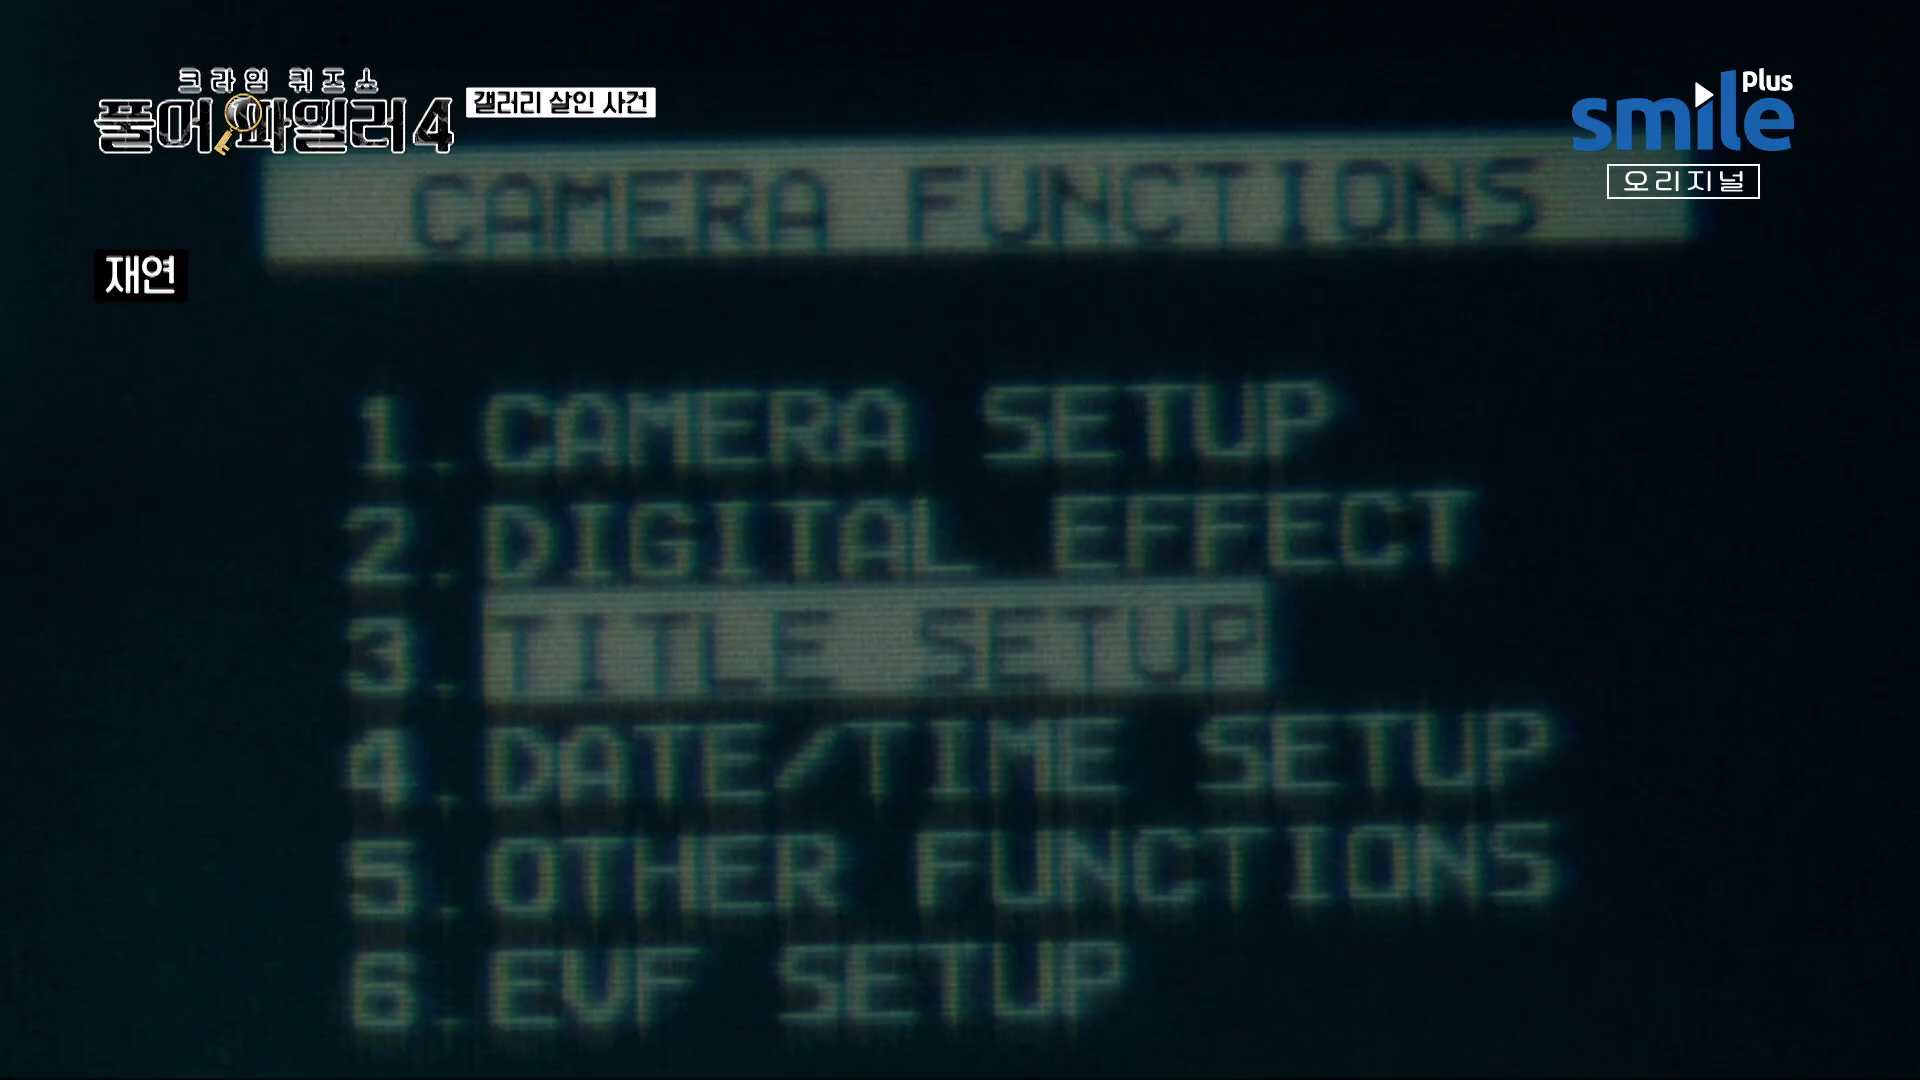 크라임 퀴즈쇼
풀어파일러4
갤러리 살인 사건
smile Plus
오리지널
재연
CAMERA FUNCTIONS
1. CAMERA SETUP
2. DIGITAL EFFECT
3. TITLE SETUP
4. DATE/TIME SETUP
5. OTHER FUNCTIONS
6. EVF SETUP